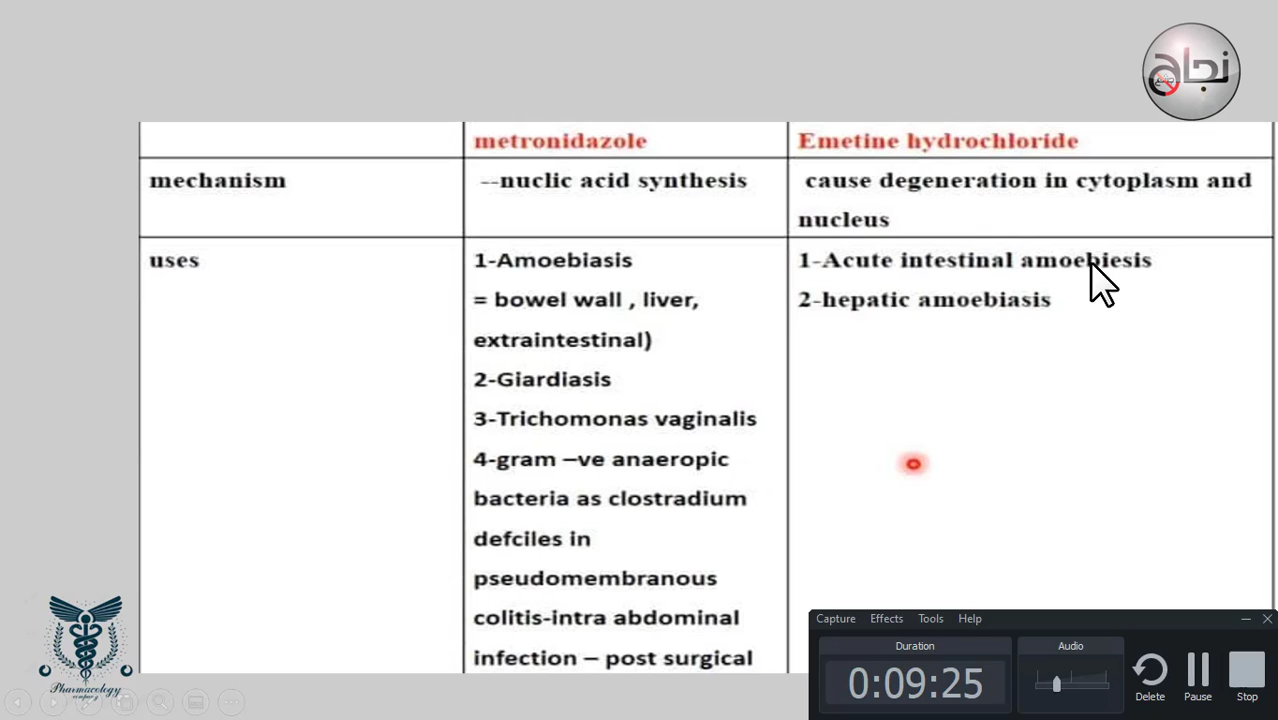 نجاب
metronidazole
Emetine hydrochloride
mechanism
--nuclic acid synthesis
cause degeneration in cytoplasm and
nucleus
uses
1-Amoebiasis
= bowel wall , liver,
extraintestinal)
2-Giardiasis
3-Trichomonas vaginalis
4-gram –ve anaeropic
bacteria as clostradium
defciles in
pseudomembranous
colitis-intra abdominal
infection – post surgical
1-Acute intestinal amoebiesis
2-hepatic amoebiasis
Pharmacology
Capture Effects Tools Help
Duration
0:09:25
Audio
Delete
Pause
Stop